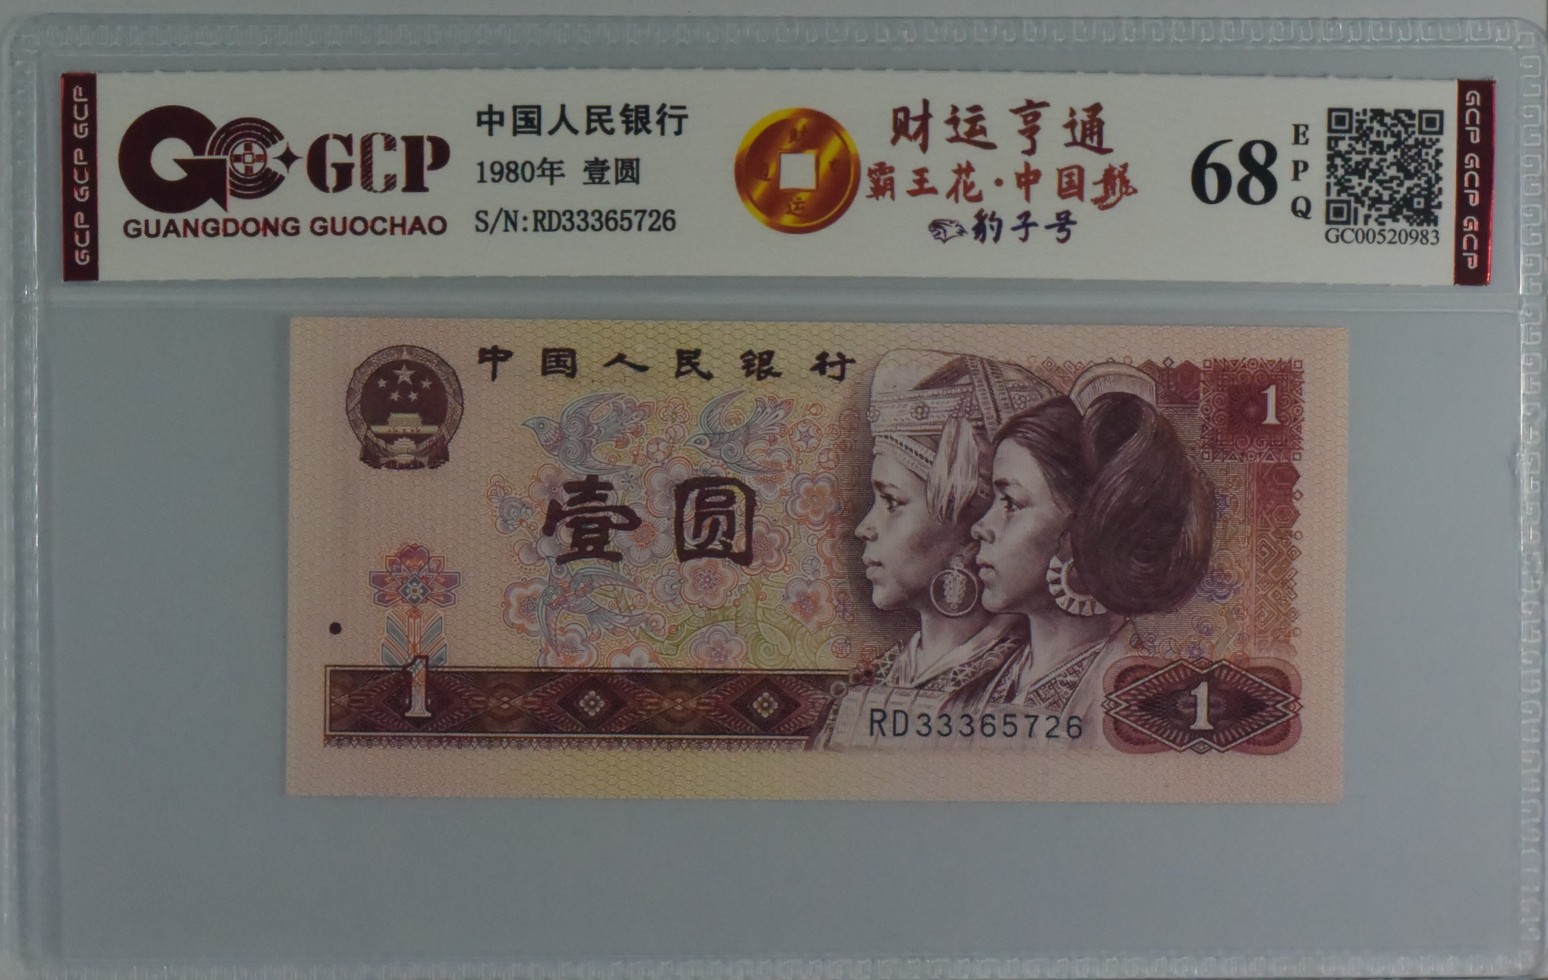 GCP GCP GCP
GCP
GUANGDONG GUOCHAO
中国人民银行
1980年 壹圆
S/N:RD33365726
财运亨通
霸王花·中国龍
豹子号
68
EPQ
GC00520983
GCP GCP GCP
中国人民银行
壹圆
1
1
1
RD33365726